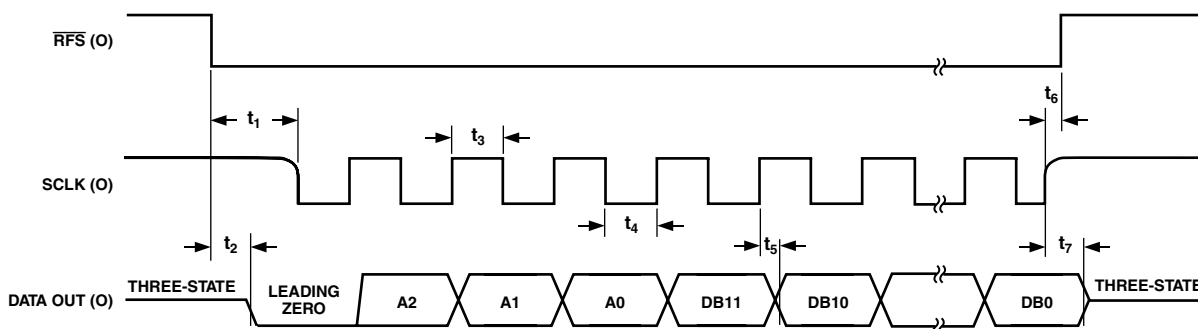 RFS (O)
t1
t3
t6
SCLK (O)
t4
t2
t5
t7
THREE-STATE
LEADING
ZERO
A2
A1
A0
DB11
DB10
DB0
THREE-STATE
DATA OUT (O)